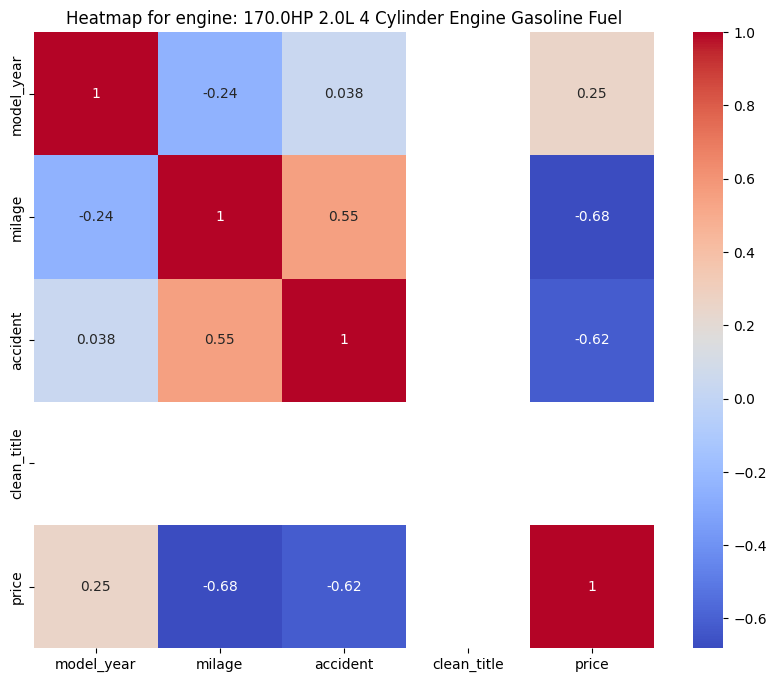 Heatmap for engine: 170.0HP 2.0L 4 Cylinder Engine Gasoline Fuel
model_year 1 -0.24 0.038 0.25
milage -0.24 1 0.55 -0.68
accident 0.038 0.55 1 -0.62
clean_title
price 0.25 -0.68 -0.62 1
model_year milage accident clean_title price
1.0
0.8
0.6
0.4
0.2
0.0
−0.2
−0.4
−0.6